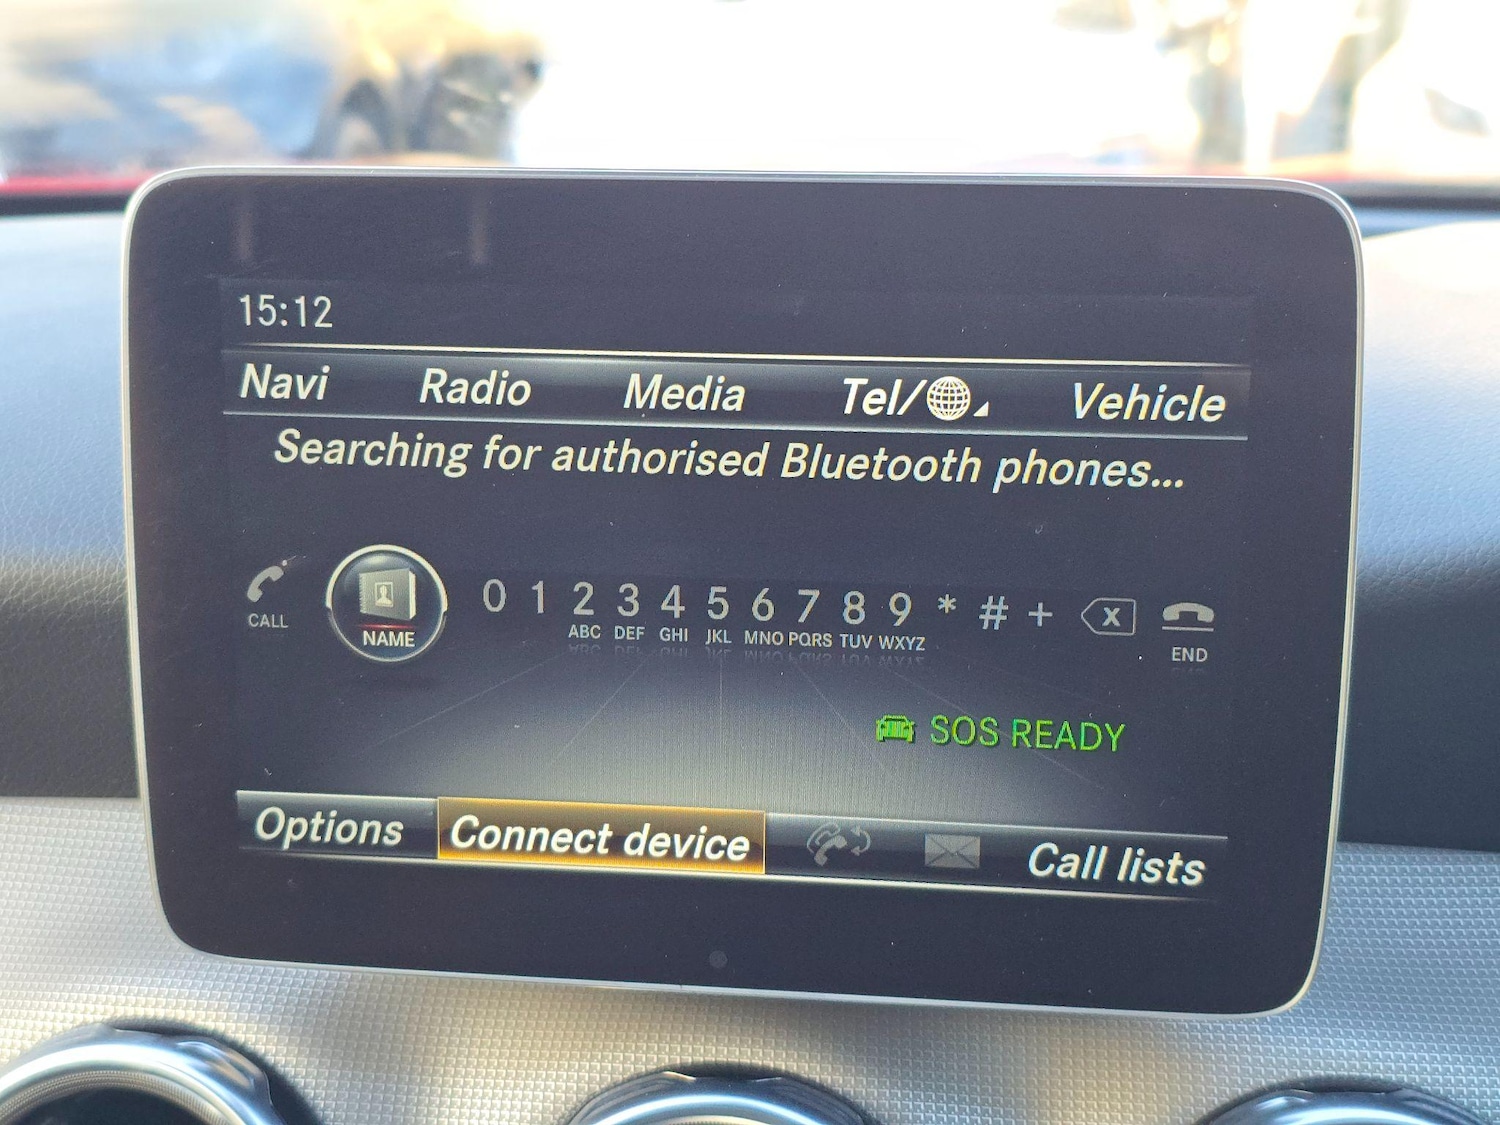 15:12
Navi Radio Media Tel/ Vehicle
Searching for authorised Bluetooth phones...
CALL NAME 0 1 2 3 4 5 6 7 8 9 * # + X END
ABC DEF GHI JKL MNO PQRS TUV WXYZ
SOS READY
Options Connect device Call lists